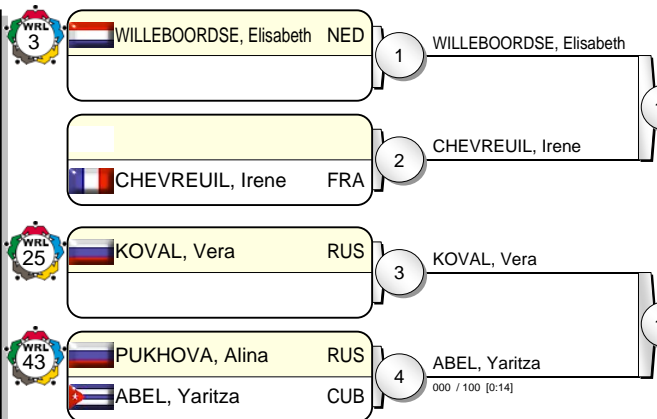 WRL
3
WILLEBOORDSE, Elisabeth NED
1
WILLEBOORDSE, Elisabeth
2
CHEVREUIL, Irene
CHEVREUIL, Irene FRA
WRL
25
KOVAL, Vera RUS
3
KOVAL, Vera
WRL
43
PUKHOVA, Alina RUS
ABEL, Yaritza CUB
4
ABEL, Yaritza
000 / 100 [0:14]